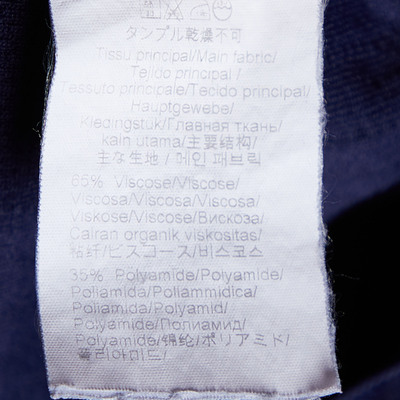 タンブル乾燥不可
Tissu principal/Main fabric/
Tejido principal /
Tessuto principale/Tecido principal/
Hauptgewebe/
Kledingstuk/Главная ткань/
kain utama/主要结构/
主な生地 / 메인 패브릭
65% Viscose/Viscose/
Viscosa/Viscosa/Viscosa/
Viskose/Viscose/Вискоза/
Cairan organik viskositas/
粘纤/ビスコース/비스코스
35% Polyamide/Polyamide/
Poliamida/Poliammidica/
Poliamida/Polyamid/
Polyamide/Полиамид/
Polyamide/锦纶/ポリアミド/
폴리아미드/